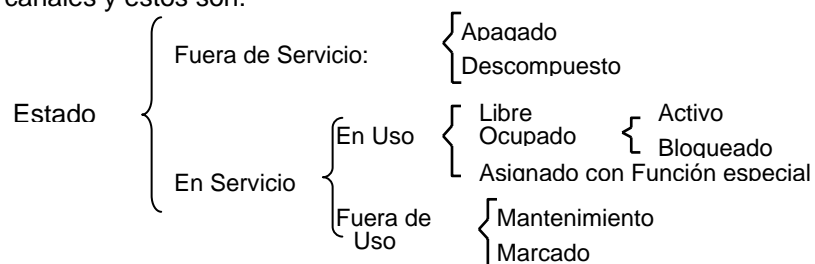 canales y éstos son:
Apagado
Fuera de Servicio:
Descompuesto
Estado
Libre
Activo
En Uso
Ocupado
Bloqueado
En Servicio
Asignado con Función especial
Fuera de
Uso
Mantenimiento
Marcado